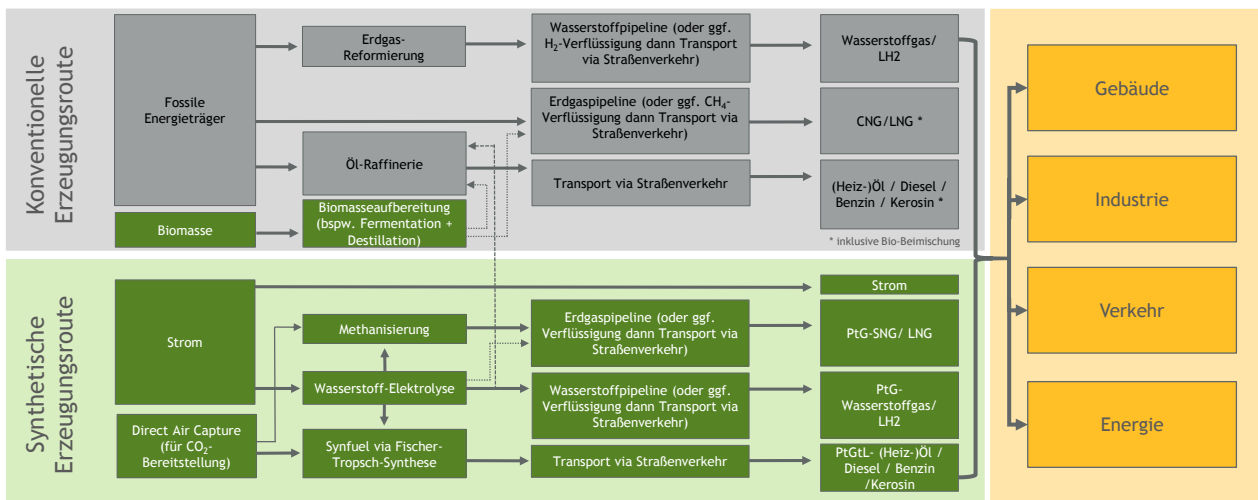 Konventionelle
Erzeugungsroute
Fossile
Energieträger
Biomasse
Erdgas-
Reformierung
Öl-Raffinerie
Biomasseaufbereitung
(bspw. Fermentation +
Destillation)
Wasserstoffpipeline (oder ggf.
H₂-Verflüssigung dann Transport
via Straßenverkehr)
Erdgaspipeline (oder ggf. CH₄-
Verflüssigung dann Transport via
Straßenverkehr)
Transport via Straßenverkehr
Wasserstoffgas/
LH2
CNG/LNG *
(Heiz-)Öl / Diesel /
Benzin / Kerosin *
* inklusive Bio-Beimischung
Synthetische
Erzeugungsroute
Strom
Direct Air Capture
(für CO₂-
Bereitstellung)
Methanisierung
Wasserstoff-Elektrolyse
Synfuel via Fischer-
Tropsch-Synthese
Erdgaspipeline (oder ggf.
Verflüssigung dann Transport via
Straßenverkehr)
Wasserstoffpipeline (oder ggf.
Verflüssigung dann Transport via
Straßenverkehr)
Transport via Straßenverkehr
Strom
PtG-SNG/ LNG
PtG-
Wasserstoffgas/
LH2
PtGtL- (Heiz-)Öl /
Diesel / Benzin
/Kerosin
Gebäude
Industrie
Verkehr
Energie